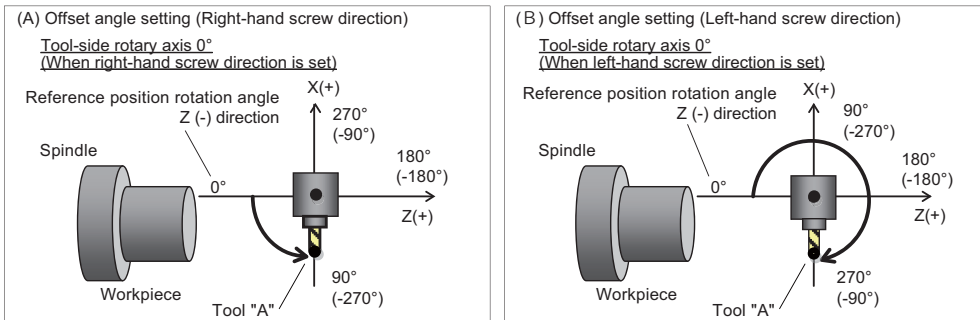 (A) Offset angle setting (Right-hand screw direction)
Tool-side rotary axis 0°
(When right-hand screw direction is set)
X(+)
Reference position rotation angle
Z (-) direction
270°
(-90°)
Spindle
180°
(-180°)
0°
Z(+)
90°
(-270°)
Workpiece
Tool "A"
(B) Offset angle setting (Left-hand screw direction)
Tool-side rotary axis 0°
(When left-hand screw direction is set)
X(+)
Reference position rotation angle
Z (-) direction
90°
(-270°)
Spindle
180°
(-180°)
0°
Z(+)
270°
(-90°)
Workpiece
Tool "A"